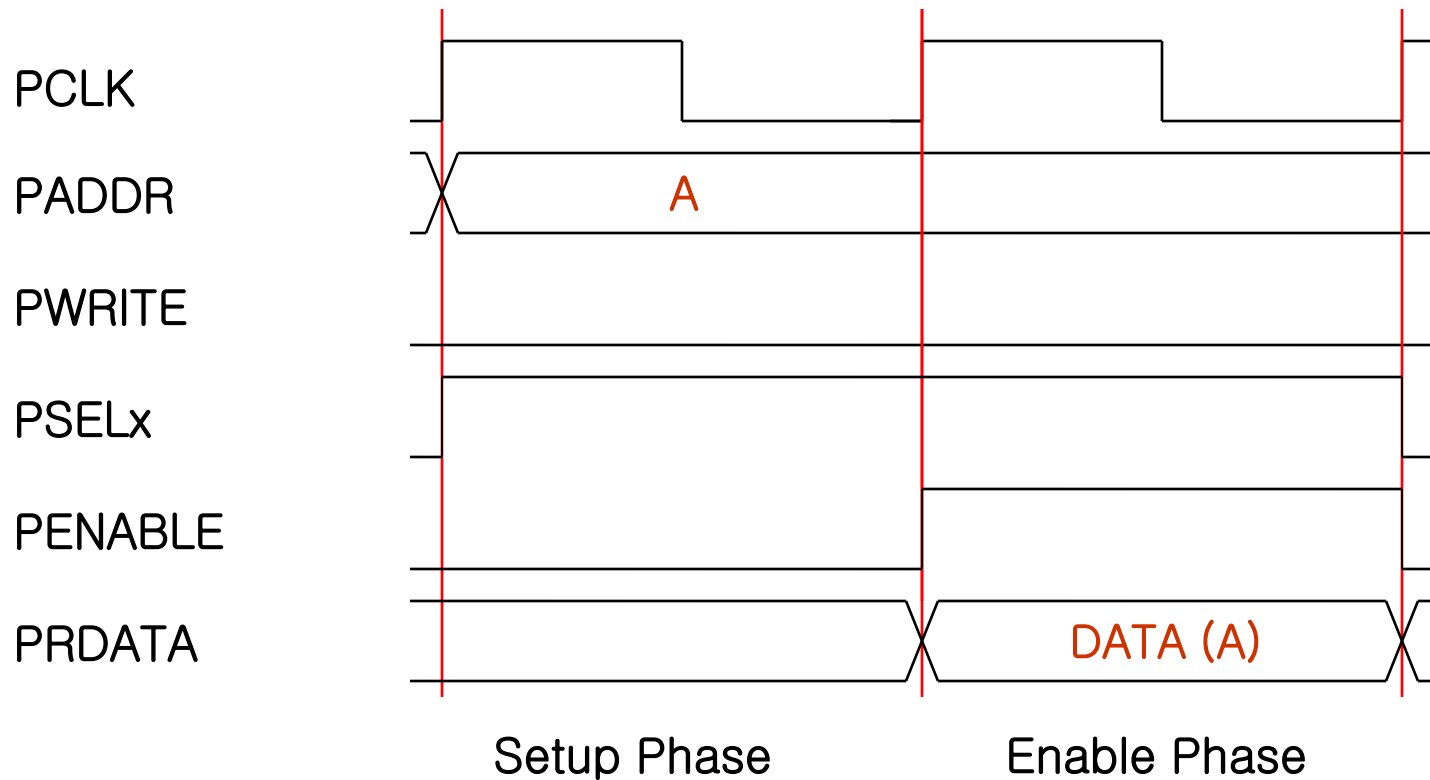 PCLK
PADDR
A
PWRITE
PSELx
PENABLE
PRDATA
DATA (A)
Setup Phase
Enable Phase